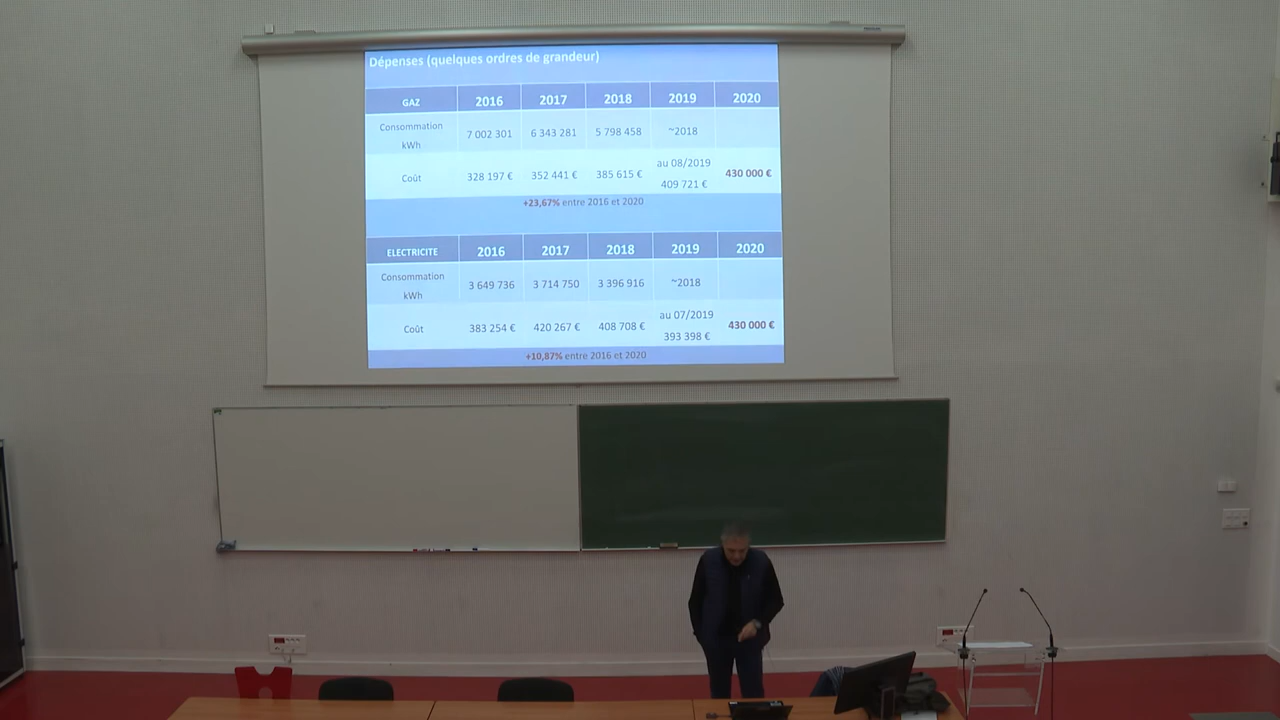 Dépenses (quelques ordres de grandeur)
GAZ 2016 2017 2018 2019 2020
Consommation kWh 7 002 301 6 343 281 5 798 458 ~2018
Coût 328 197 € 352 441 € 385 615 € au 08/2019 409 721 € 430 000 €
+23,67% entre 2016 et 2020
ELECTRICITE 2016 2017 2018 2019 2020
Consommation kWh 3 649 736 3 714 750 3 396 916 ~2018
Coût 383 254 € 420 267 € 408 708 € au 07/2019 393 398 € 430 000 €
+10,87% entre 2016 et 2020